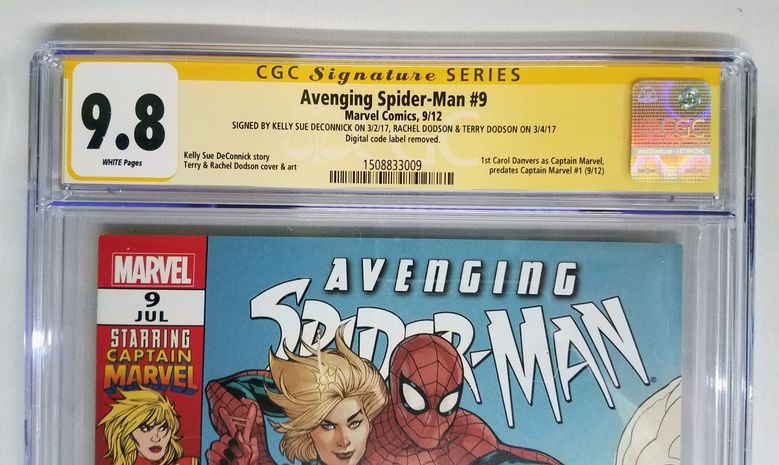 CGC Signature SERIES
Avenging Spider-Man #9
Marvel Comics, 9/12
SIGNED BY KELLY SUE DECONNICK ON 3/2/17, RACHEL DODSON & TERRY DODSON ON 3/4/17
Digital code label removed.
9.8
WHITE Pages
Kelly Sue DeConnick story
Terry & Rachel Dodson cover & art
1508833009
1st Carol Danvers as Captain Marvel,
predates Captain Marvel #1 (9/12)
CGC
MARVEL
9
JUL
STARRING
CAPTAIN
MARVEL
AVENGING
SPIDER-MAN